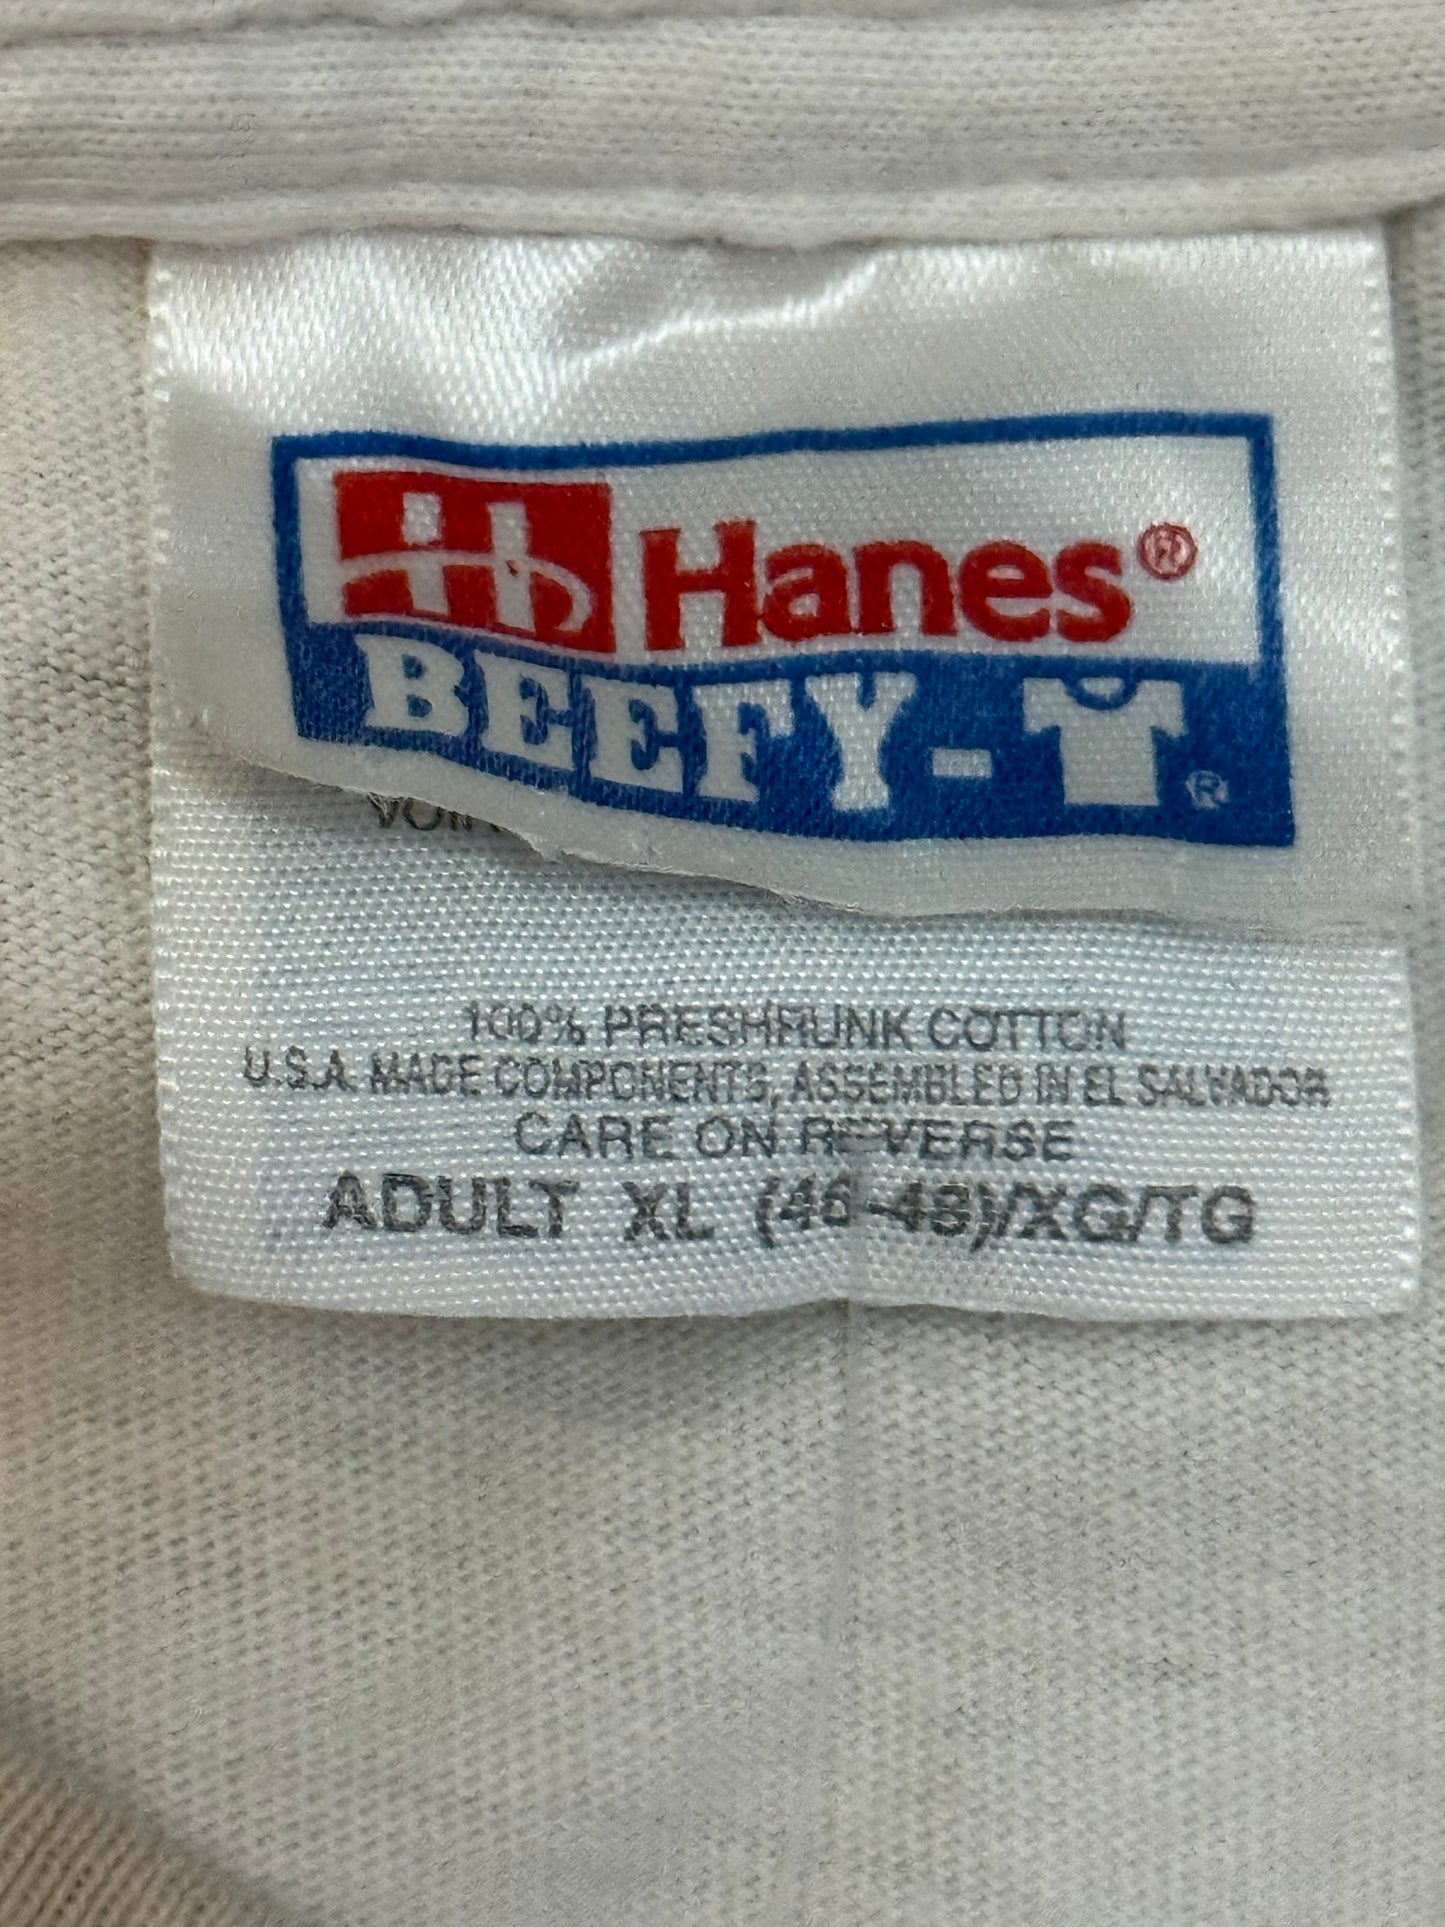 Hanes®
BEEFY-T®
100% PRESHRUNK COTTON
U.S.A. MADE COMPONENTS, ASSEMBLED IN EL SALVADOR
CARE ON REVERSE
ADULT XL (46-48)/XG/TG